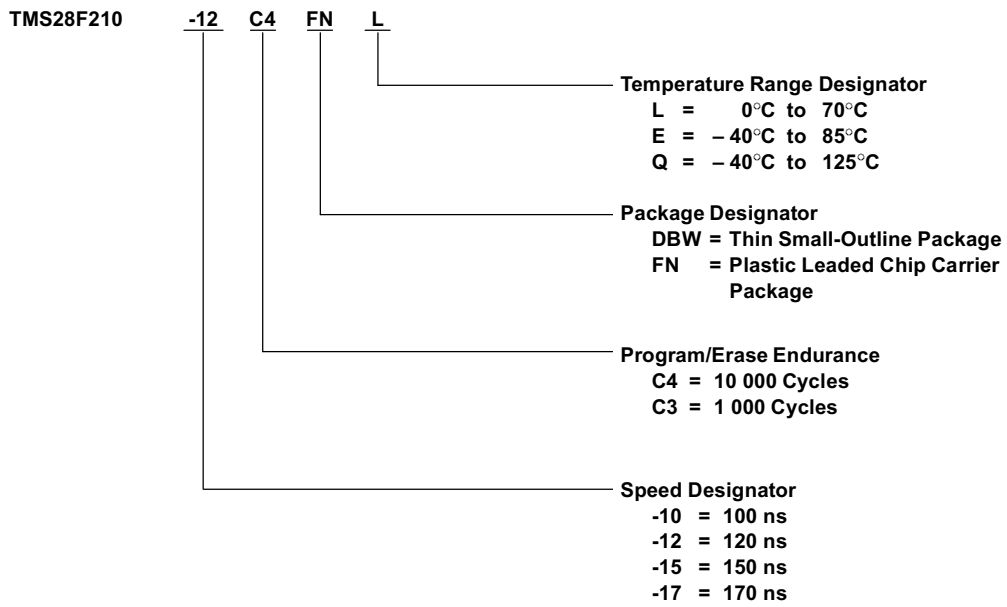 TMS28F210 -12 C4 FN L
Temperature Range Designator
L = 0°C to 70°C
E = – 40°C to 85°C
Q = – 40°C to 125°C
Package Designator
DBW = Thin Small-Outline Package
FN = Plastic Leaded Chip Carrier
Package
Program/Erase Endurance
C4 = 10 000 Cycles
C3 = 1 000 Cycles
Speed Designator
-10 = 100 ns
-12 = 120 ns
-15 = 150 ns
-17 = 170 ns